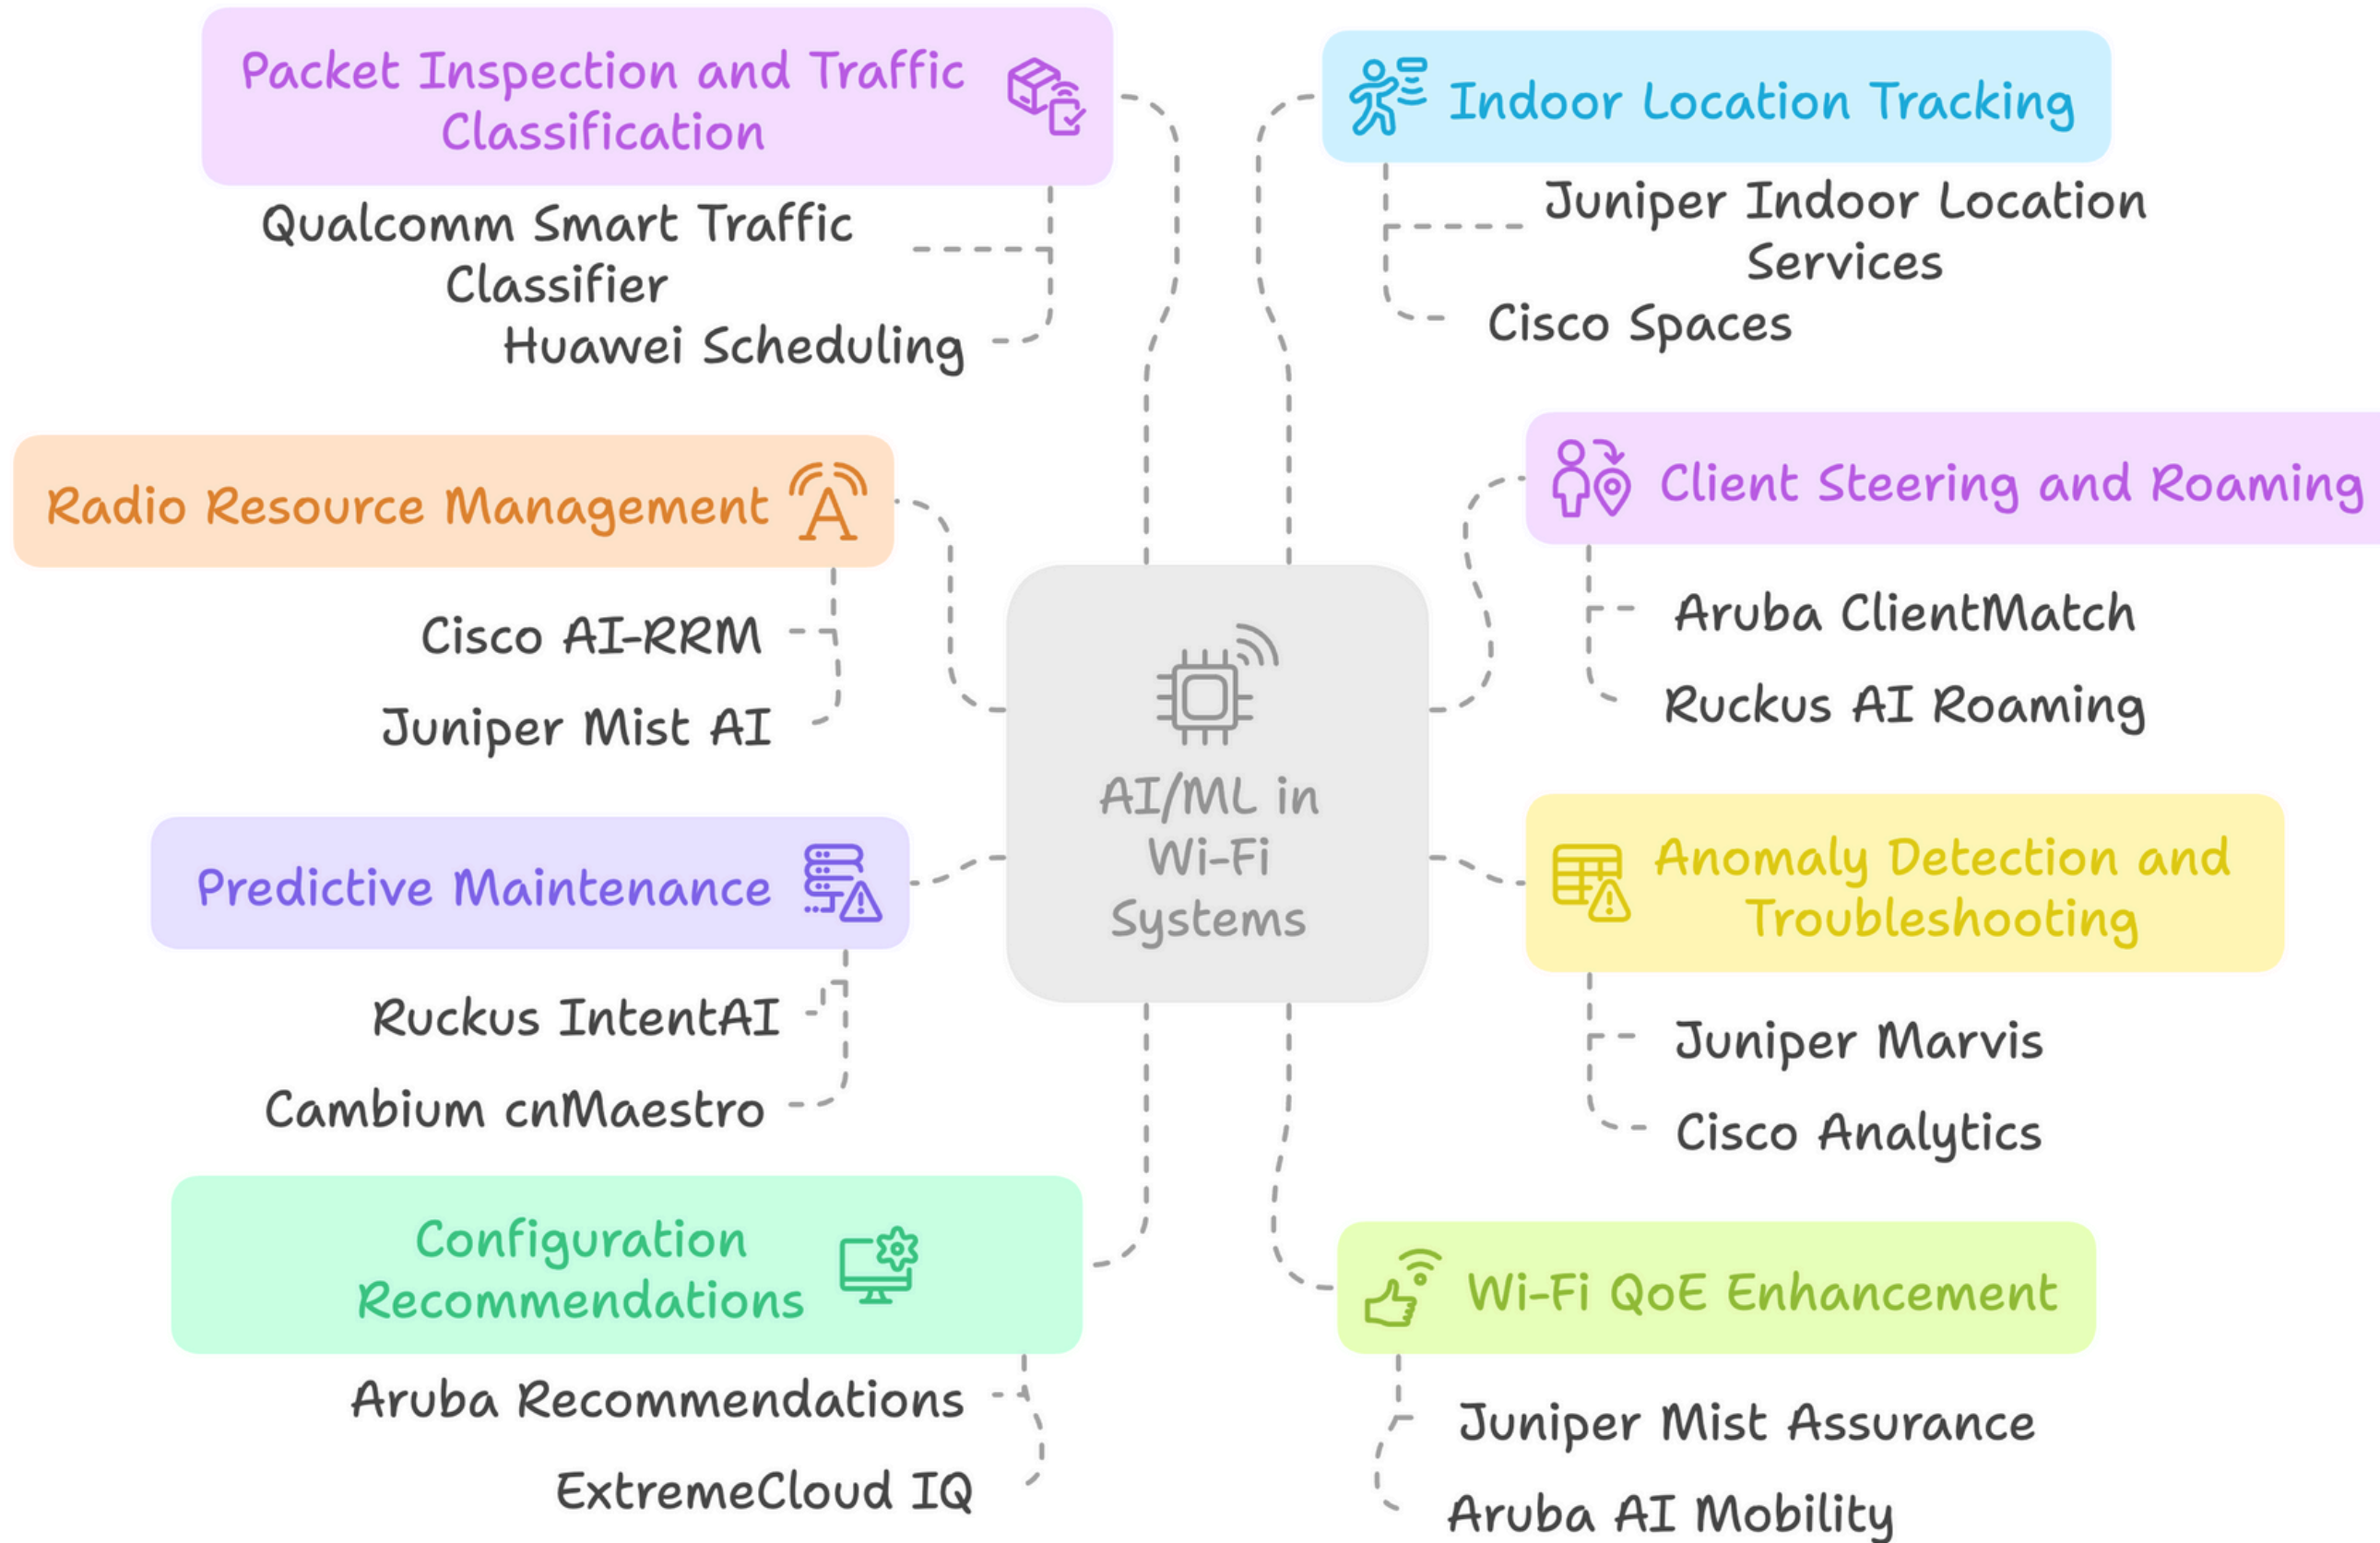 Packet Inspection and Traffic
Classification
Qualcomm Smart Traffic
Classifier
Huawei Scheduling
Radio Resource Management
Cisco AI-RRM
Juniper Mist AI
Predictive Maintenance
Ruckus IntentAI
Cambium cnMaestro
Configuration
Recommendations
Aruba Recommendations
ExtremeCloud IQ
AI/ML in
Wi-Fi
Systems
Indoor Location Tracking
Juniper Indoor Location
Services
Cisco Spaces
Client Steering and Roaming
Aruba ClientMatch
Ruckus AI Roaming
Anomaly Detection and
Troubleshooting
Juniper Marvis
Cisco Analytics
Wi-Fi QoE Enhancement
Juniper Mist Assurance
Aruba AI Mobility